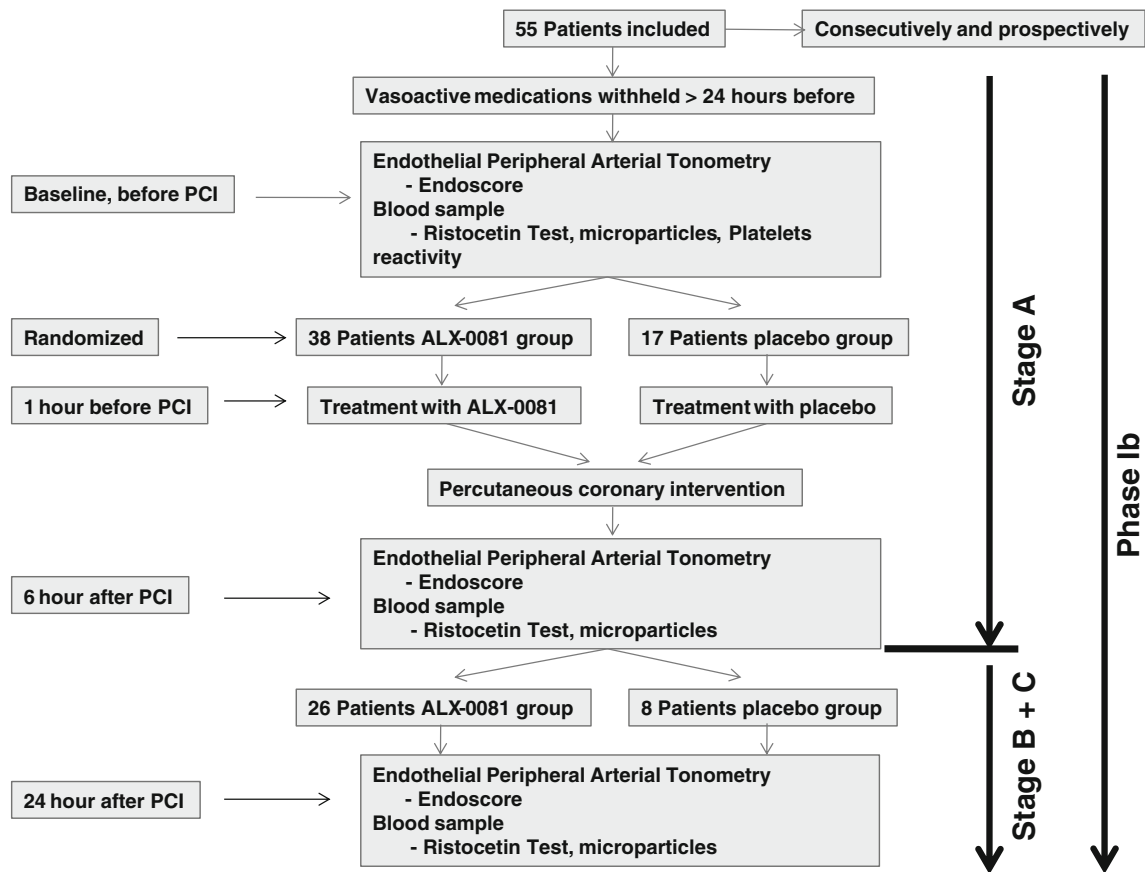 55 Patients included
Consecutively and prospectively
Vasoactive medications withheld > 24 hours before
Baseline, before PCI
Endothelial Peripheral Arterial Tonometry
- Endoscore
Blood sample
- Ristocetin Test, microparticles, Platelets
reactivity
Randomized
38 Patients ALX-0081 group
17 Patients placebo group
1 hour before PCI
Treatment with ALX-0081
Treatment with placebo
Percutaneous coronary intervention
6 hour after PCI
Endothelial Peripheral Arterial Tonometry
- Endoscore
Blood sample
- Ristocetin Test, microparticles
26 Patients ALX-0081 group
8 Patients placebo group
24 hour after PCI
Endothelial Peripheral Arterial Tonometry
- Endoscore
Blood sample
- Ristocetin Test, microparticles
Stage A
Stage B + C
Phase Ib